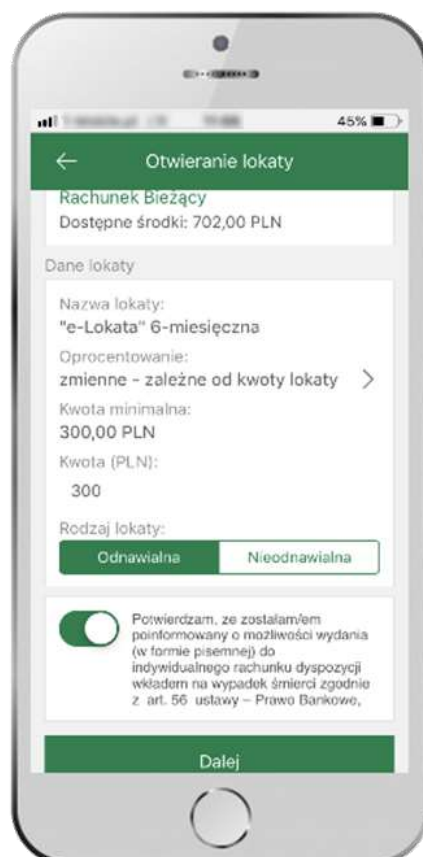 45%
Otwieranie lokaty
Rachunek Bieżący
Dostępne środki: 702,00 PLN
Dane lokaty
Nazwa lokaty:
"e-Lokata" 6-miesięczna
Oprocentowanie:
zmienne - zależne od kwoty lokaty
Kwota minimalna:
300,00 PLN
Kwota (PLN):
300
Rodzaj lokaty:
Odnawialna Nieodnawialna
Potwierdzam, ze zostałam/em
poinformowany o możliwości wydania
(w formie pisemnej) do
indywidualnego rachunku dyspozycji
wkładem na wypadek śmierci zgodnie
z art. 56 ustawy – Prawo Bankowe,
Dalej